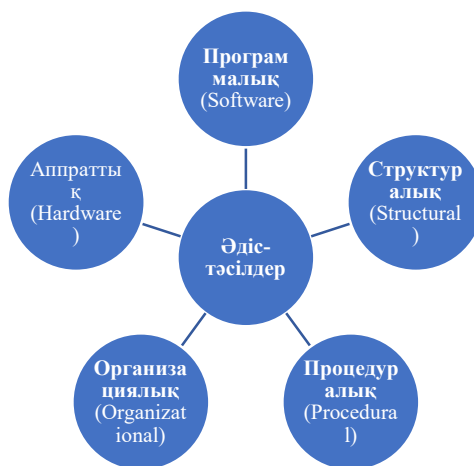 Програм
малық
(Software)
Структур
алық
(Structural
)
Процедур
алық
(Procedura
l)
Организа
циялық
(Organizat
ional)
Аппратты
қ
(Hardware
)
Әдіс-
тәсілдер